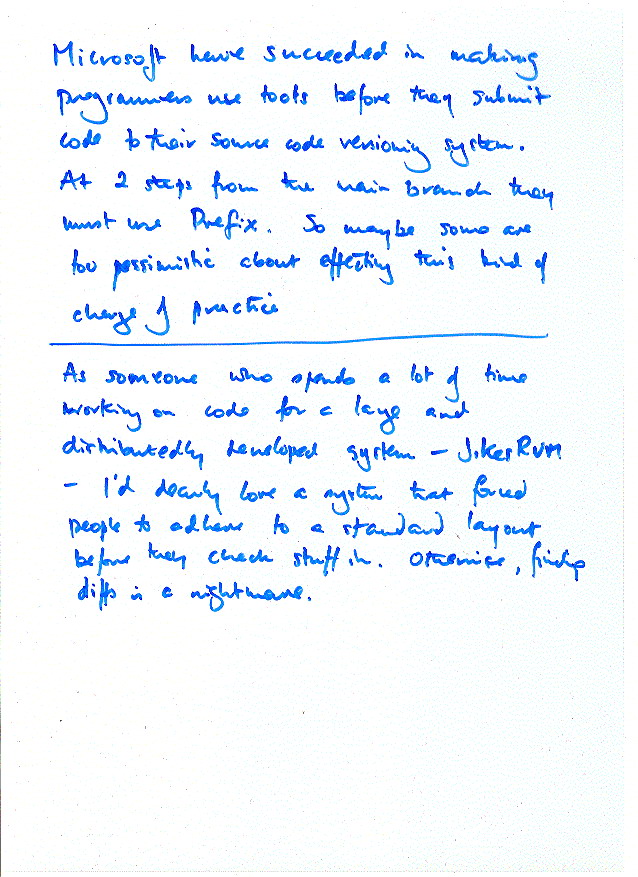 Microsoft have succeeded in making
programmers use tools before they submit
code to their source code versioning system.
At 2 steps from the main branch they
must use Prefix. So maybe some are
too pessimistic about effecting this kind of
change of practice
As someone who spends a lot of time
working on code for a large and
distributedly developed system - JikesRVM
- I'd dearly love a system that forced
people to adhere to a standard layout
before they check stuff in. Otherwise, finding
diffs is a nightmare.